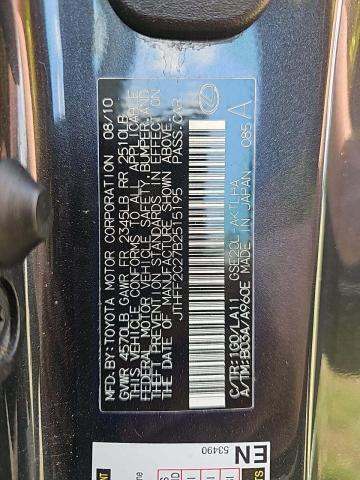 MFD.BY:TOYOTA MOTOR CORPORATION 08/10
GVWR 4570LB GAWR FR 2345LB RR 2510LB
THIS VEHICLE CONFORMS TO ALL APPLICABLE
FEDERAL MOTOR VEHICLE SAFETY,BUMPER,AND
THEFT PREVENTION STANDARDS IN EFFECT ON
THE DATE OF MANUFACTURE SHOWN ABOVE.
JTHFF2C27B2515195 PASS.CAR
C/TR:1G0/LA11 GSE20L-AKTLHA
A/TM:B03A/A960E MADE IN JAPAN Q85
A
EN
53490